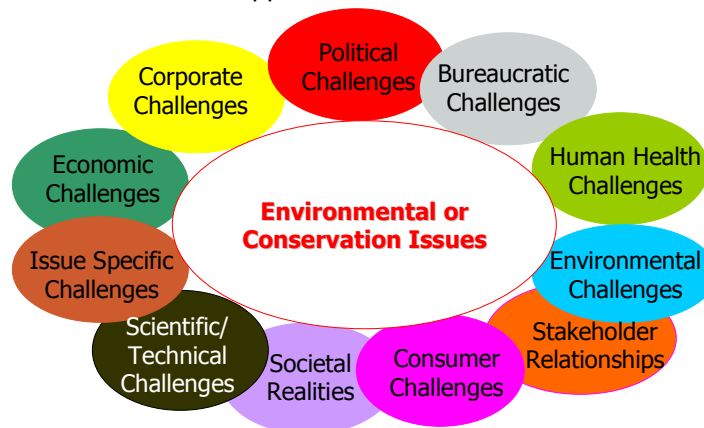 Political
Challenges
Bureaucratic
Challenges
Human Health
Challenges
Environmental
Challenges
Stakeholder
Relationships
Consumer
Challenges
Societal
Realities
Scientific/
Technical
Challenges
Issue Specific
Challenges
Economic
Challenges
Corporate
Challenges
Environmental or
Conservation Issues